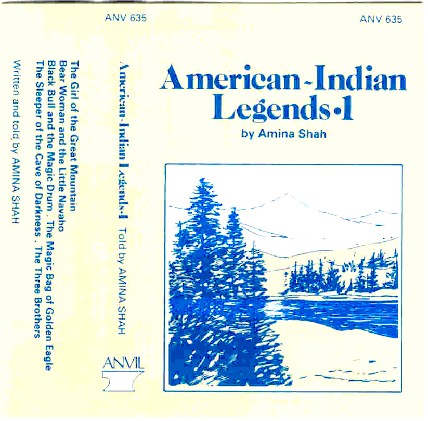 ANV 635
The Girl of the Great Mountain
Bear Woman and the Little Navaho
Black Bull and the Magic Drum . The Magic Bag of Golden Eagle
The Sleeper of the Cave of Darkness . The Three Brothers
Written and told by AMINA SHAH
American-Indian Legends·1 Told by AMINA SHAH
ANVIL
ANV 635
American-Indian
Legends·1
by Amina Shah